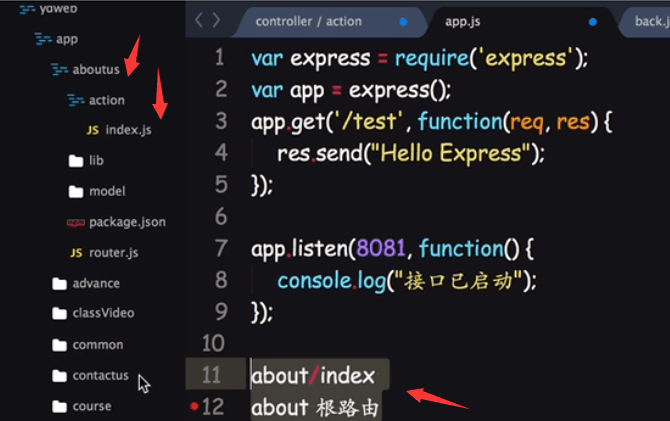 yaweb
app
aboutus
action
JS index.js
lib
model
package.json
JS router.js
advance
classVideo
common
contactus
course
controller / action
app.js
back.j
1 var express = require('express');
2 var app = express();
3 app.get('/test', function(req, res) {
4 res.send("Hello Express");
5 });
6
7 app.listen(8081, function() {
8 console.log("接口已启动");
9 });
10
11 about/index
12 about 根路由